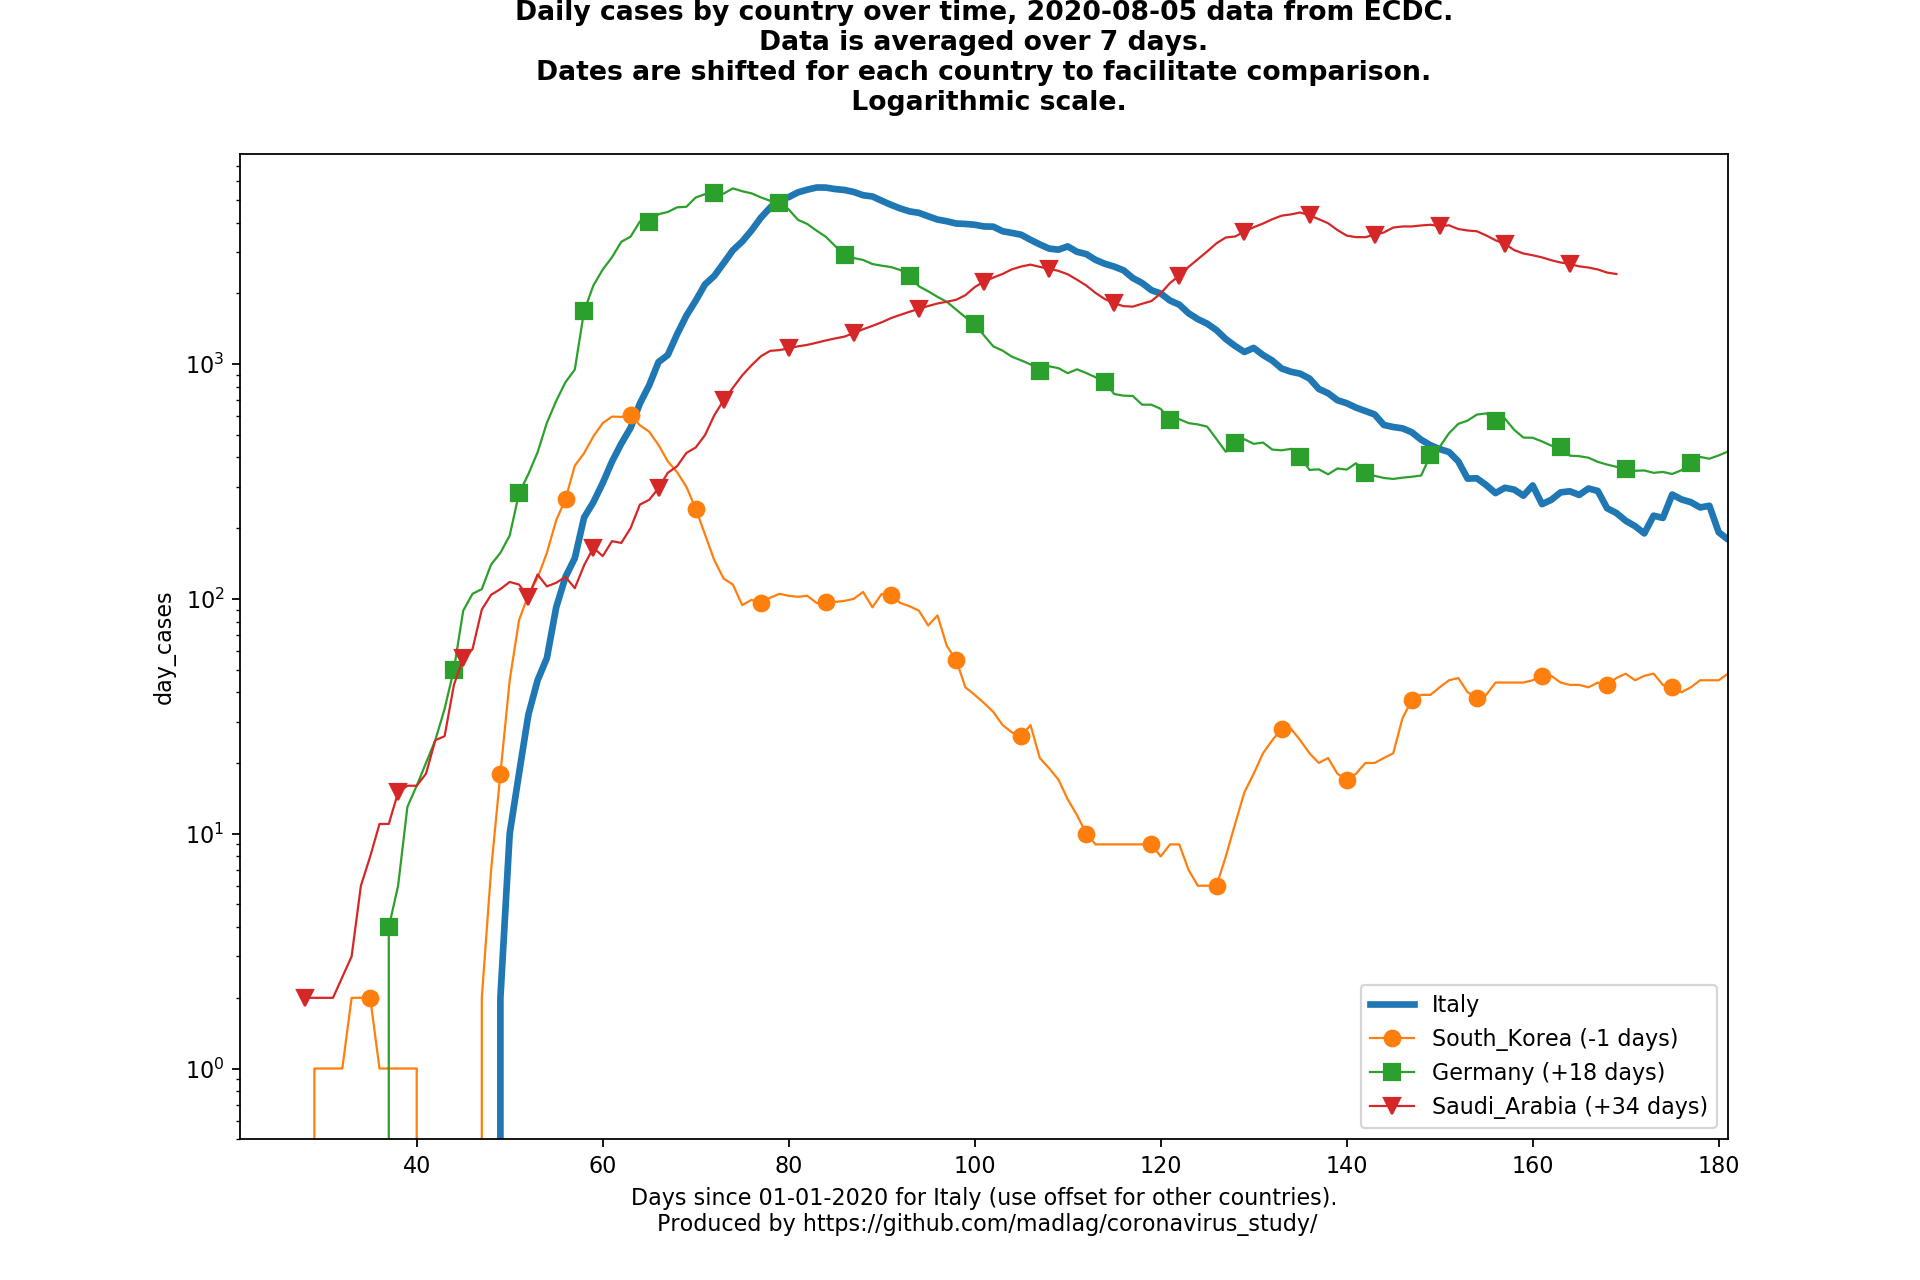 Daily cases by country over time, 2020-08-05 data from ECDC.
Data is averaged over 7 days.
Dates are shifted for each country to facilitate comparison.
Logarithmic scale.
10³
10²
10¹
10⁰
day_cases
40 60 80 100 120 140 160 180
Days since 01-01-2020 for Italy (use offset for other countries).
Produced by https://github.com/madlag/coronavirus_study/
Italy
South_Korea (-1 days)
Germany (+18 days)
Saudi_Arabia (+34 days)